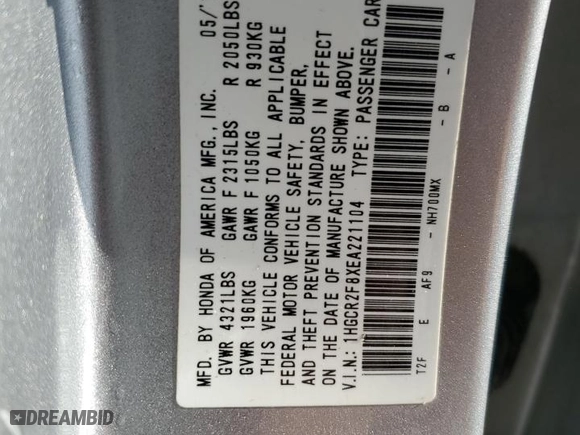 MFD. BY HONDA OF AMERICA MFG., INC. 05/
GVWR 4321LBS GAWR F 2315LBS R 2050LBS
GVWR 1960KG GAWR F 1050KG R 930KG
THIS VEHICLE CONFORMS TO ALL APPLICABLE
FEDERAL MOTOR VEHICLE SAFETY, BUMPER,
AND THEFT PREVENTION STANDARDS IN EFFECT
ON THE DATE OF MANUFACTURE SHOWN ABOVE.
V.I.N.: 1HGCR2F8XEA221104 TYPE: PASSENGER CAR
T2F E AF9 - NH700MX - B - A
DREAMBID